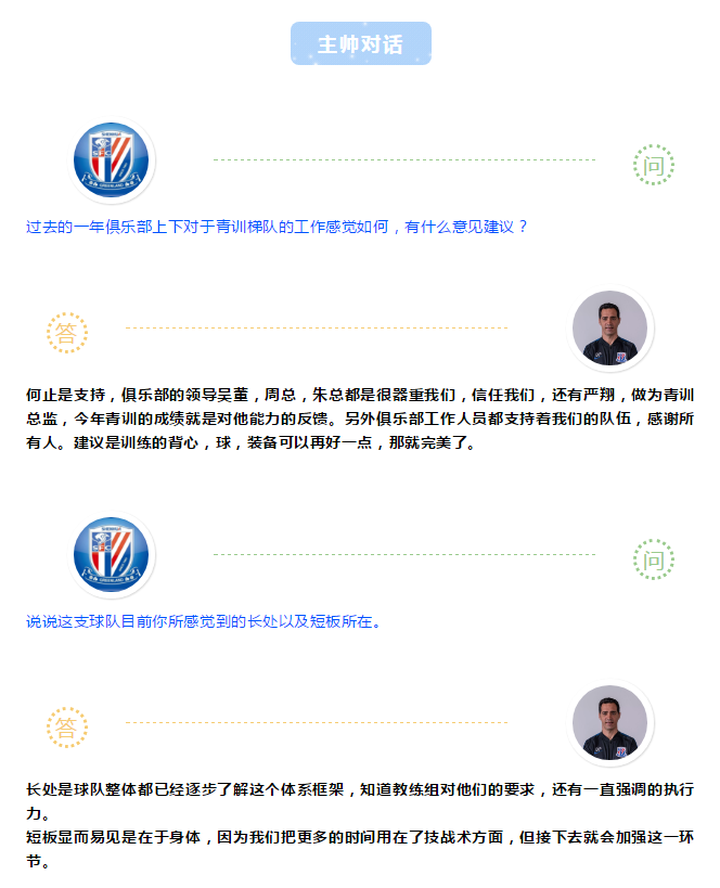 主帅对话
SHENHUA
GREENLAND
问
过去的一年俱乐部上下对于青训梯队的工作感觉如何，有什么意见建议？
答
何止是支持，俱乐部的领导吴董，周总，朱总都是很器重我们，信任我们，还有严翔，做为青训
总监，今年青训的成绩就是对他能力的反馈。另外俱乐部工作人员都支持着我们的队伍，感谢所
有人。建议是训练的背心，球，装备可以再好一点，那就完美了。
SHENHUA
GREENLAND
问
说说这支球队目前你所感觉到的长处以及短板所在。
答
长处是球队整体都已经逐步了解这个体系框架，知道教练组对他们的要求，还有一直强调的执行
力。
短板显而易见是在于身体，因为我们把更多的时间用在了技战术方面，但接下去就会加强这一环
节。